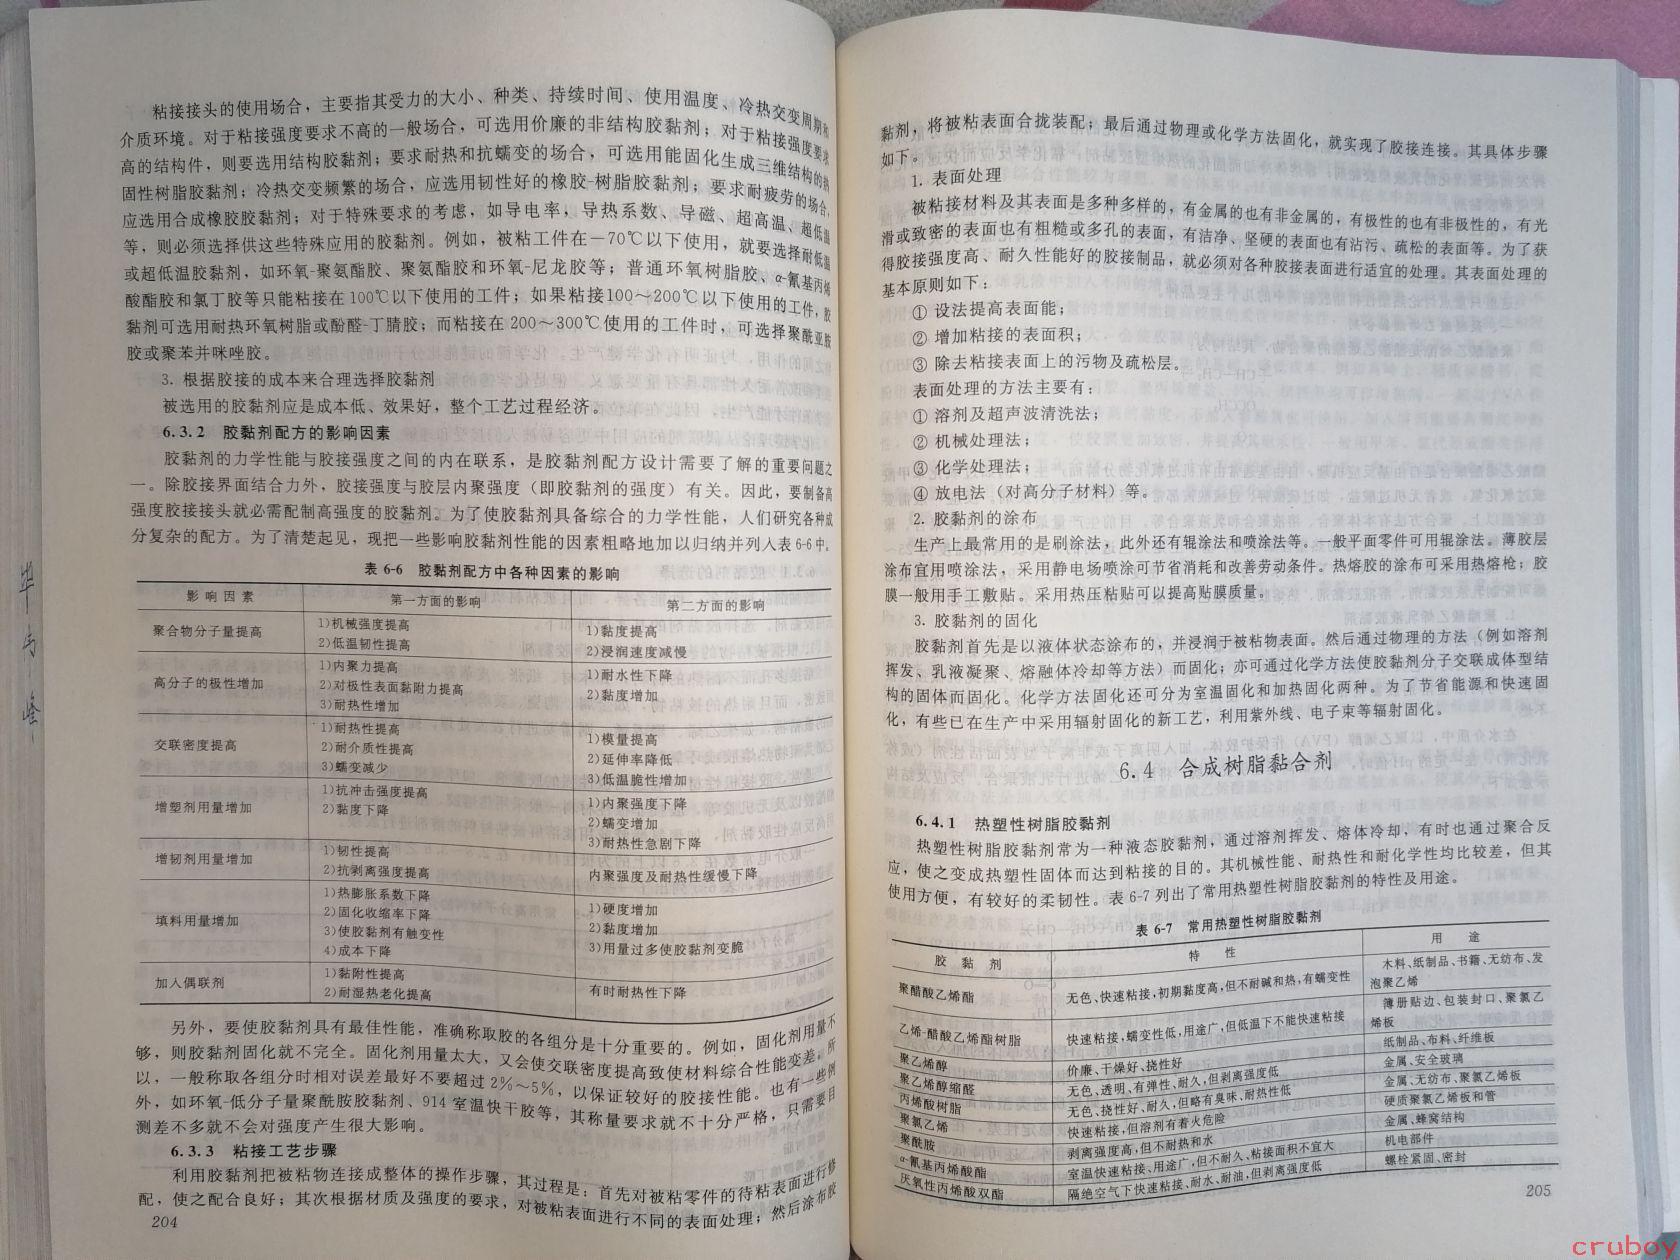 粘接接头的使用场合，主要指其受力的大小、种类、持续时间、使用温度、冷热交变周期和
介质环境。对于粘接强度要求不高的一般场合，可选用价廉的非结构胶黏剂；对于粘接强度要求
高的结构件，则要选用结构胶黏剂；要求耐热和抗蠕变的场合，可选用能固化生成三维结构的热
固性树脂胶黏剂；冷热交变频繁的场合，应选用韧性好的橡胶-树脂胶黏剂；要求耐疲劳的场合，
应选用合成橡胶胶黏剂；对于特殊要求的考虑，如导电率，导热系数、导磁、超高温、超低温
等，则必须选择供这些特殊应用的胶黏剂。例如，被粘工件在－70℃以下使用，就要选择耐低温
或超低温胶黏剂，如环氧-聚氨酯胶、聚氨酯胶和环氧-尼龙胶等；普通环氧树脂胶、α-氰基丙烯
酸酯胶和氯丁胶等只能粘接在100℃以下使用的工件；如果粘接100～200℃以下使用的工件，胶
黏剂可选用耐热环氧树脂或酚醛-丁腈胶；而粘接在200～300℃使用的工件时，可选择聚酰亚胺
胶或聚苯并咪唑胶。
3. 根据胶接的成本来合理选择胶黏剂
被选用的胶黏剂应是成本低、效果好，整个工艺过程经济。
6.3.2 胶黏剂配方的影响因素
胶黏剂的力学性能与胶接强度之间的内在联系，是胶黏剂配方设计需要了解的重要问题之
一。除胶接界面结合力外，胶接强度与胶层内聚强度（即胶黏剂的强度）有关。因此，要制备高
强度胶接接头就必需配制高强度的胶黏剂。为了使胶黏剂具备综合的力学性能，人们研究各种成
分复杂的配方。为了清楚起见，现把一些影响胶黏剂性能的因素粗略地加以归纳并列入表6-6中。
表 6-6 胶黏剂配方中各种因素的影响
影响因素 第一方面的影响 第二方面的影响
聚合物分子量提高 1)机械强度提高 1)黏度提高
2)低温韧性提高 2)浸润速度减慢
高分子的极性增加 1)内聚力提高 1)耐水性下降
2)对极性表面黏附力提高 2)黏度增加
3)耐热性增加
交联密度提高 1)耐热性提高 1)模量提高
2)耐介质性提高 2)延伸率降低
3)蠕变减少 3)低温脆性增加
增塑剂用量增加 1)抗冲击强度提高 1)内聚强度下降
2)黏度下降 2)蠕变增加
3)耐热性急剧下降
增韧剂用量增加 1)韧性提高 内聚强度及耐热性缓慢下降
2)抗剥离强度提高
填料用量增加 1)热膨胀系数下降 1)硬度增加
2)固化收缩率下降 2)黏度增加
3)使胶黏剂有触变性 3)用量过多使胶黏剂变脆
4)成本下降
加入偶联剂 1)黏附性提高 有时耐热性下降
2)耐湿热老化提高
另外，要使胶黏剂具有最佳性能，准确称取胶的各组分是十分重要的。例如，固化剂用量不
够，则胶黏剂固化就不完全。固化剂用量太大，又会使交联密度提高致使材料综合性能变差。所
以，一般称取各组分时相对误差最好不要超过2%～5%，以保证较好的胶接性能。也有一些例
外，如环氧-低分子量聚酰胺胶黏剂、914室温快干胶等，其称量要求就不十分严格，只需要目
测差不多就不会对强度产生很大影响。
6.3.3 粘接工艺步骤
利用胶黏剂把被粘物连接成整体的操作步骤，其过程是：首先对被粘零件的待粘表面进行修
配，使之配合良好；其次根据材质及强度的要求，对被粘表面进行不同的表面处理；然后涂布胶
204
黏剂，将被粘表面合拢装配；最后通过物理或化学方法固化，就实现了胶接连接。其具体步骤
如下。
1. 表面处理
被粘接材料及其表面是多种多样的，有金属的也有非金属的，有极性的也有非极性的，有光
滑或致密的表面也有粗糙或多孔的表面，有洁净、坚硬的表面也有沾污、疏松的表面等。为了获
得胶接强度高、耐久性能好的胶接制品，就必须对各种胶接表面进行适宜的处理。其表面处理的
基本原则如下：
① 设法提高表面能；
② 增加粘接的表面积；
③ 除去粘接表面上的污物及疏松层。
表面处理的方法主要有：
① 溶剂及超声波清洗法；
② 机械处理法；
③ 化学处理法；
④ 放电法（对高分子材料）等。
2. 胶黏剂的涂布
生产上最常用的是刷涂法，此外还有辊涂法和喷涂法等。一般平面零件可用辊涂法。薄胶层
涂布宜用喷涂法，采用静电场喷涂可节省消耗和改善劳动条件。热熔胶的涂布可采用热熔枪；胶
膜一般用手工敷贴。采用热压粘贴可以提高贴膜质量。
3. 胶黏剂的固化
胶黏剂首先是以液体状态涂布的，并浸润于被粘物表面。然后通过物理的方法（例如溶剂
挥发、乳液凝聚、熔融体冷却等方法）而固化；亦可通过化学方法使胶黏剂分子交联成体型结
构的固体而固化。化学方法固化还可分为室温固化和加热固化两种。为了节省能源和快速固
化，有些已在生产中采用辐射固化的新工艺，利用紫外线、电子束等辐射固化。
6.4 合成树脂黏合剂
6.4.1 热塑性树脂胶黏剂
热塑性树脂胶黏剂常为一种液态胶黏剂，通过溶剂挥发、熔体冷却，有时也通过聚合反
应，使之变成热塑性固体而达到粘接的目的。其机械性能、耐热性和耐化学性均比较差，但其
使用方便，有较好的柔韧性。表 6-7 列出了常用热塑性树脂胶黏剂的特性及用途。
表 6-7 常用热塑性树脂胶黏剂
胶黏剂 特性 用途
聚醋酸乙烯酯 无色、快速粘接，初期黏度高，但不耐碱和热，有蠕变性 木料、纸制品、书籍、无纺布、发
泡聚乙烯
乙烯-醋酸乙烯酯树脂 快速粘接，蠕变性低，用途广，但低温下不能快速粘接 簿册贴边、包装封口、聚氯乙
烯板
聚乙烯醇 价廉、干燥好、挠性好 纸制品、布料、纤维板
聚乙烯醇缩醛 无色、透明、有弹性、耐久，但剥离强度低 金属、安全玻璃
丙烯酸树脂 无色、挠性好、耐久，但略有臭味、耐热性低 金属、无纺布、聚氯乙烯板
聚氯乙烯 快速粘接，但溶剂有着火危险 硬质聚氯乙烯板和管
聚酰胺 剥离强度高，但不耐热和水 金属、蜂窝结构
α-氰基丙烯酸酯 室温快速粘接、用途广，但不耐久、粘接面积不宜大 机电部件
厌氧性丙烯酸双酯 隔绝空气下快速粘接、耐水、耐油，但剥离强度低 螺栓紧固、密封
205
cruboy